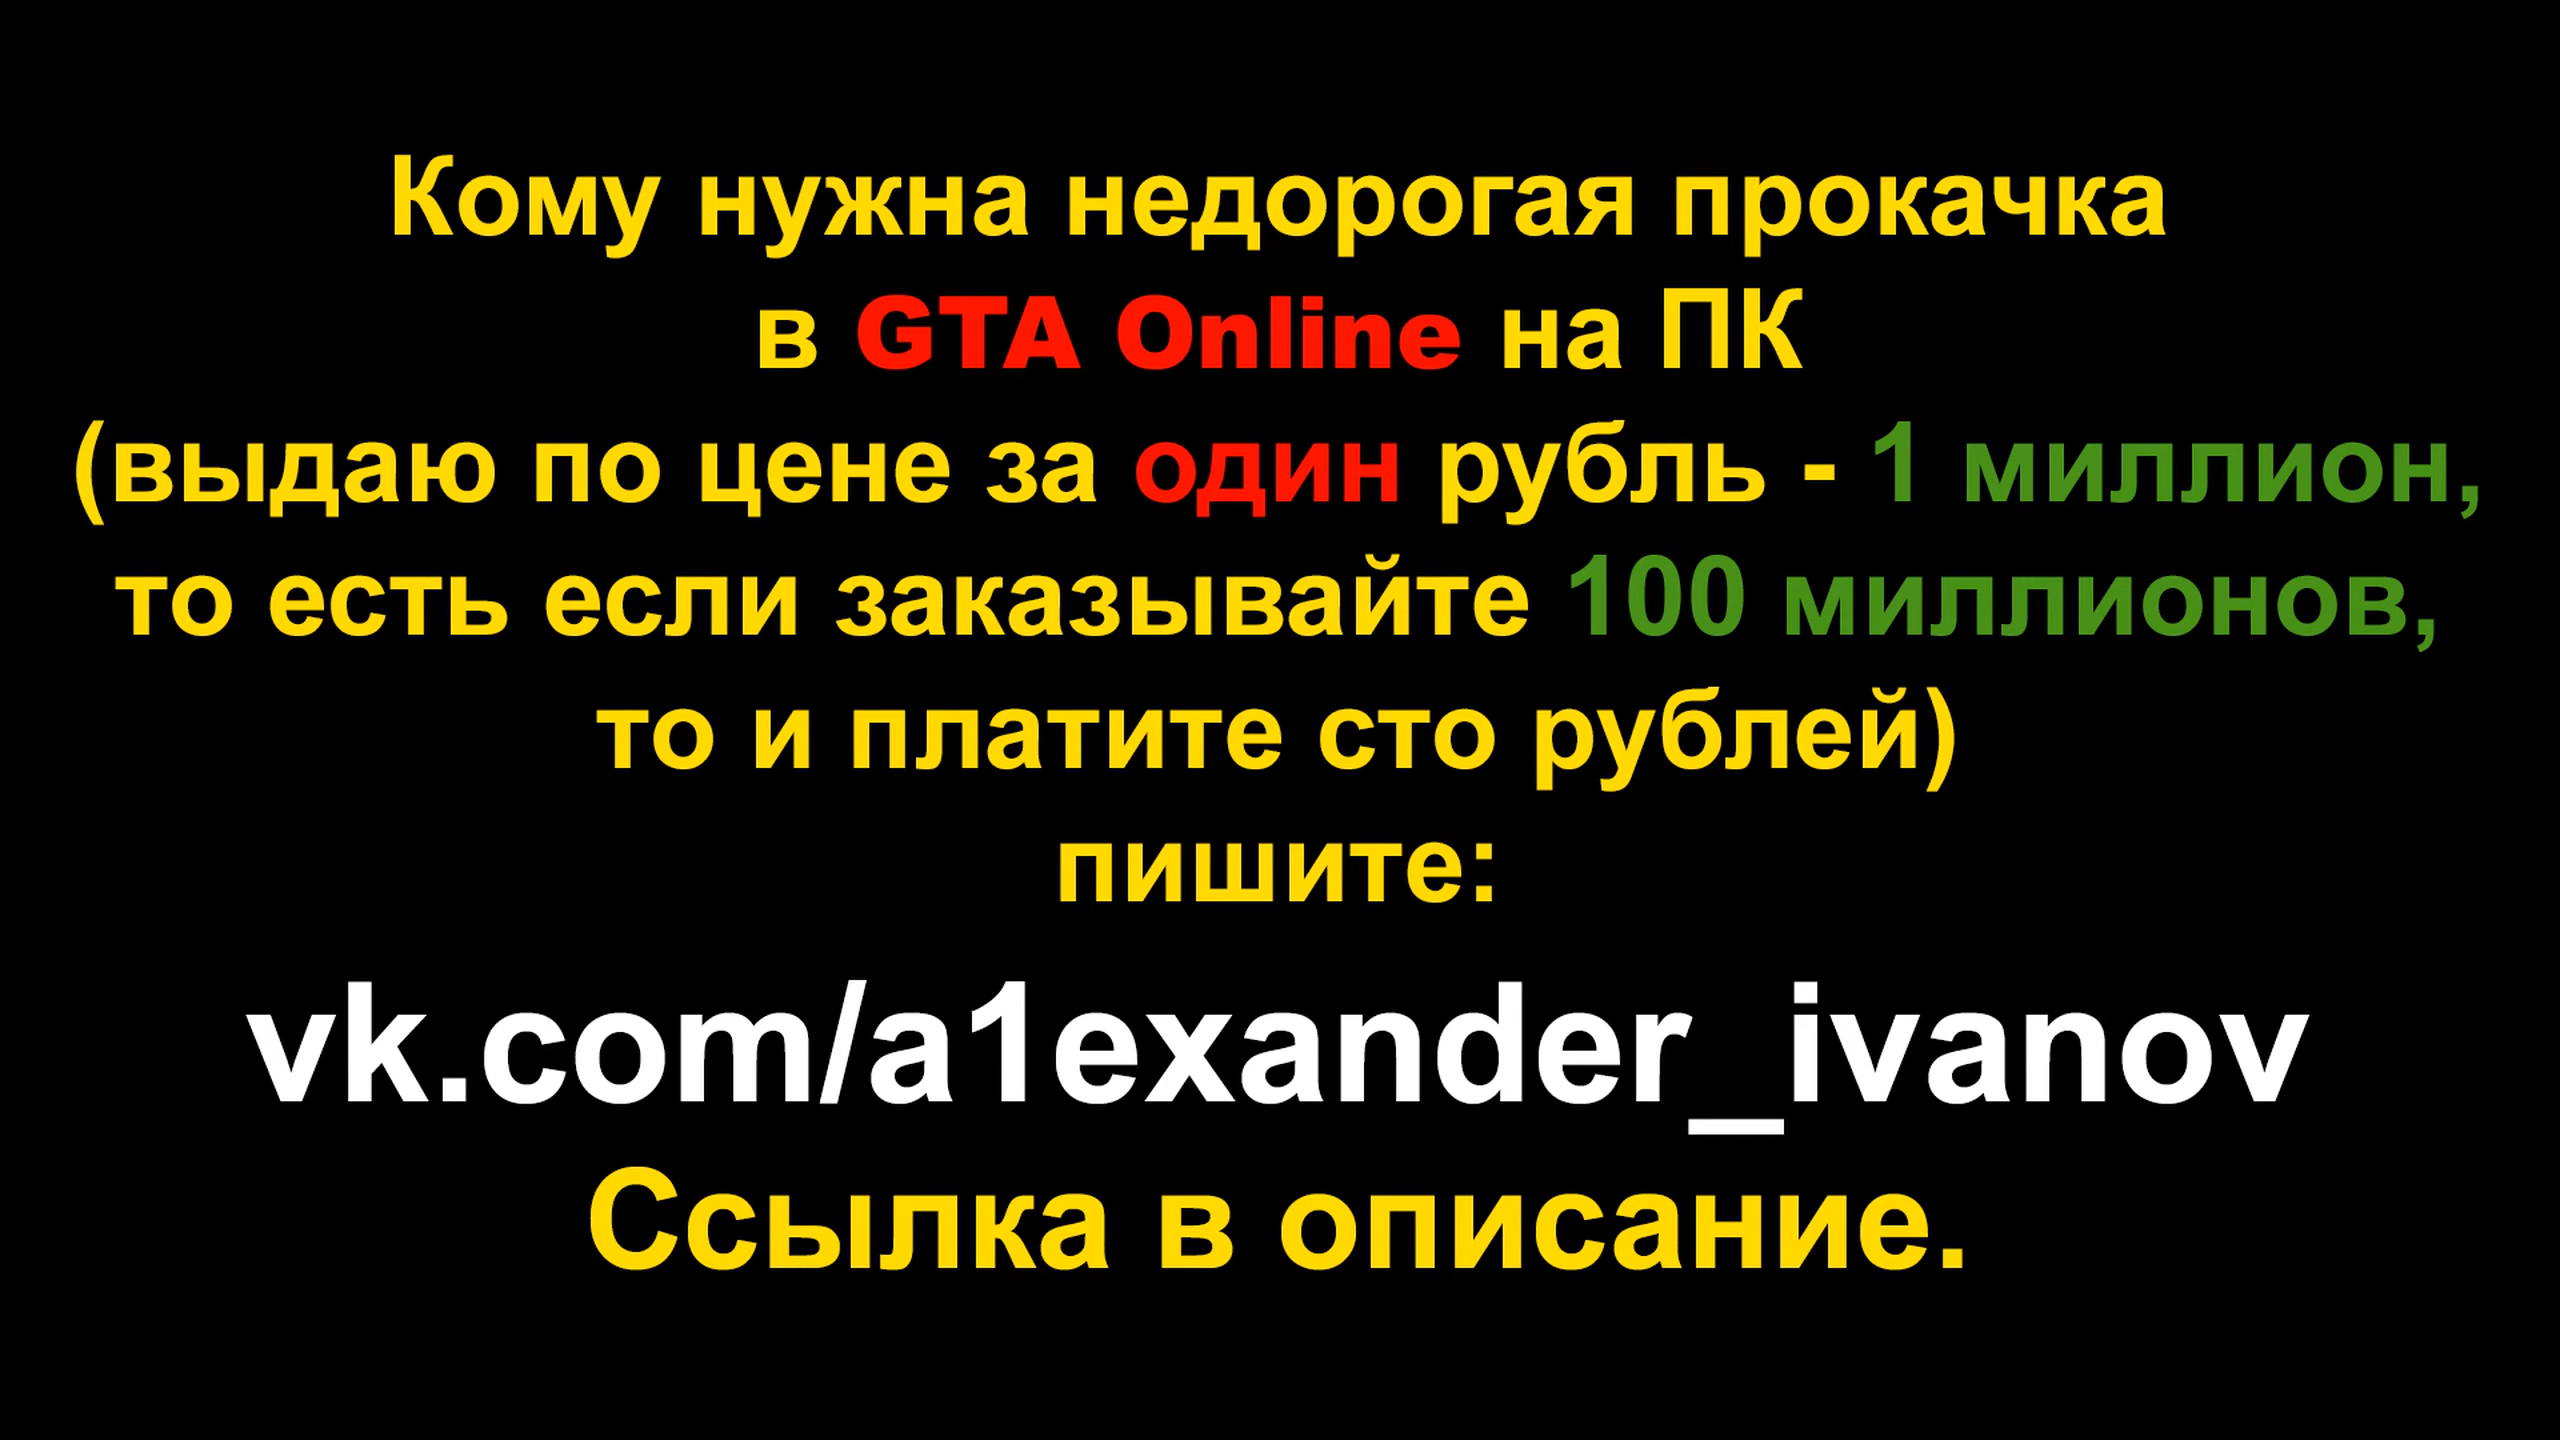 Кому нужна недорогая прокачка
в GTA Online на ПК
(выдаю по цене за один рубль - 1 миллион,
то есть если заказывайте 100 миллионов,
то и платите сто рублей)
пишите:
vk.com/a1exander_ivanov
Ссылка в описание.